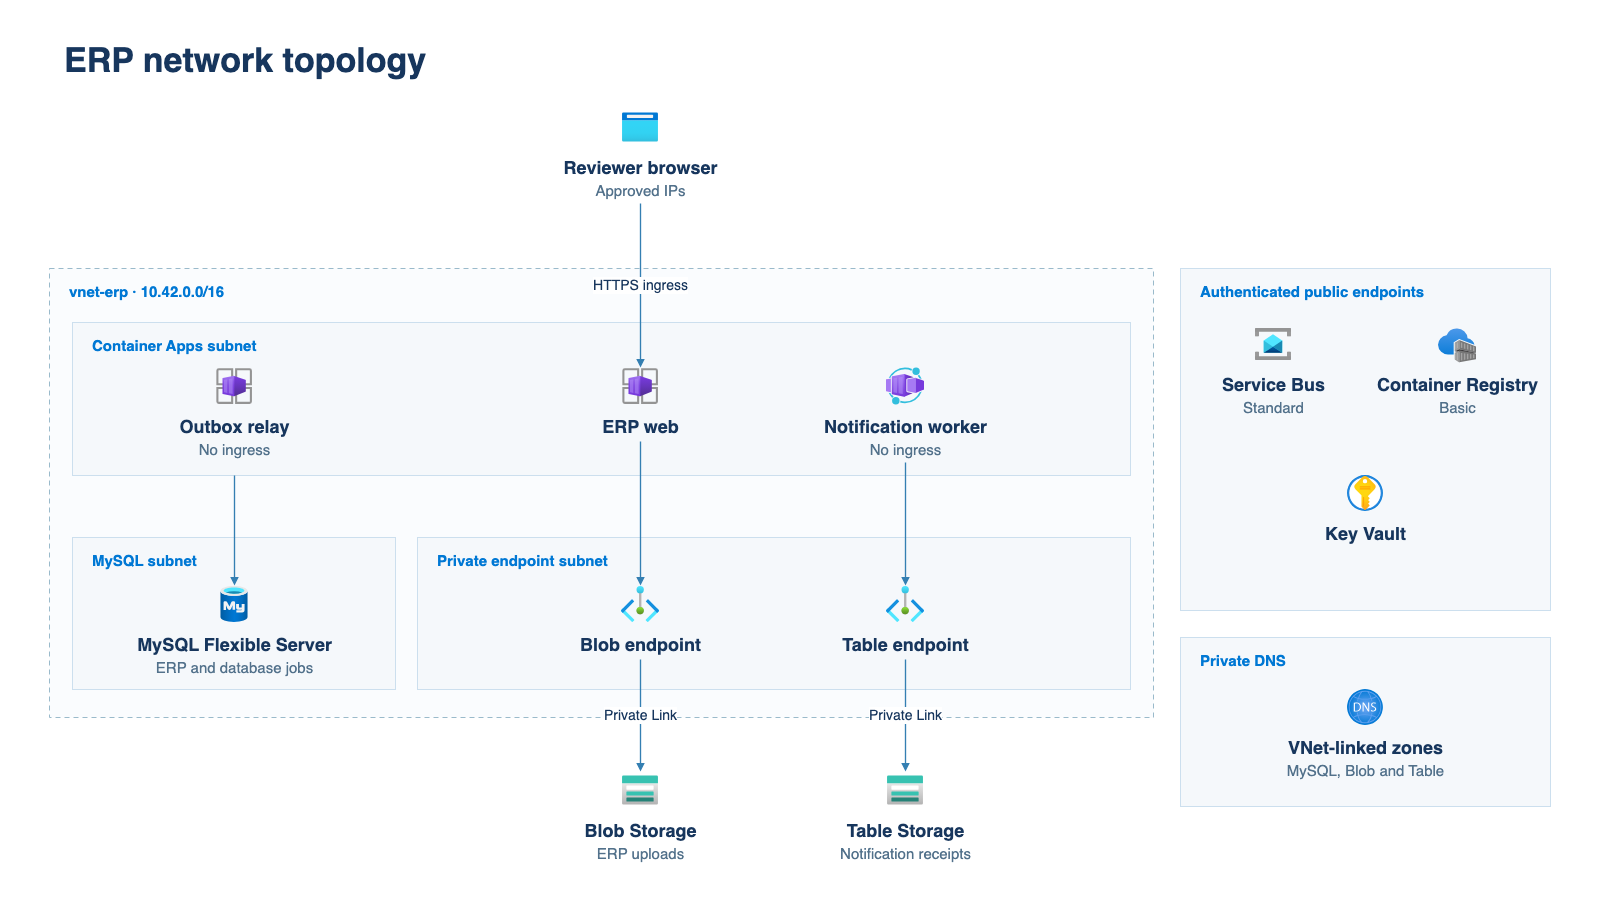 ERP network topology
Reviewer browser
Approved IPs
HTTPS ingress
vnet-erp · 10.42.0.0/16
Container Apps subnet
Outbox relay
No ingress
ERP web
Notification worker
No ingress
MySQL subnet
My
MySQL Flexible Server
ERP and database jobs
Private endpoint subnet
Blob endpoint
Table endpoint
Private Link
Private Link
Blob Storage
ERP uploads
Table Storage
Notification receipts
Authenticated public endpoints
Service Bus
Standard
Container Registry
Basic
Key Vault
Private DNS
DNS
VNet-linked zones
MySQL, Blob and Table